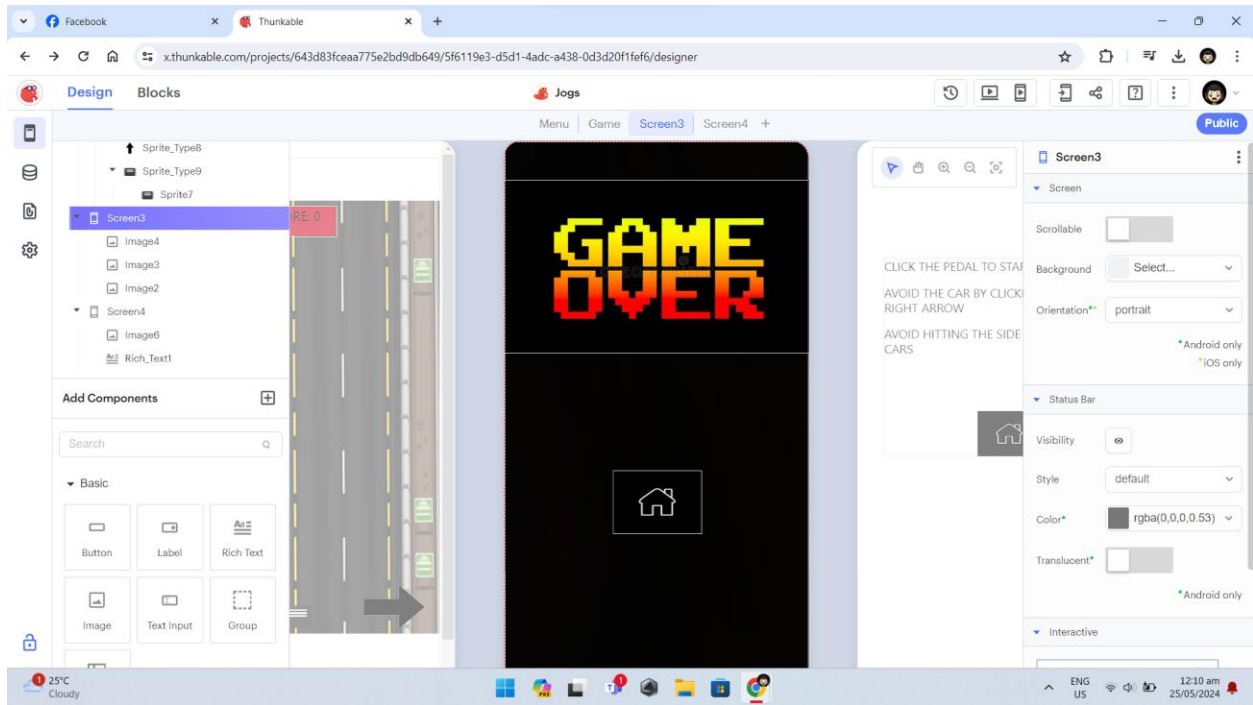 Facebook
Thunkable
x.thunkable.com/projects/643d83fceaa775e2bd9db649/5f6119e3-d5d1-4adc-a438-0d3d20f1fef6/designer
Design Blocks
Jogs
Menu Game Screen3 Screen4 +
Public
Sprite_Type8
Sprite_Type9
Sprite7
Screen3
Image4
Image3
Image2
Screen4
Image6
Rich_Text1
Add Components
Search
Basic
Button Label Rich Text
Image Text Input Group
RE: 0
GAME
OVER
CLICK THE PEDAL TO STAR
AVOID THE CAR BY CLICKI
RIGHT ARROW
AVOID HITTING THE SIDE
CARS
Screen3
Screen
Scrollable
Background Select...
Orientation** portrait
*Android only
*iOS only
Status Bar
Visibility
Style default
Color* rgba(0,0,0,0.53)
Translucent*
*Android only
Interactive
1
25°C
Cloudy
PRE
1
ENG
US
12:10 am
25/05/2024